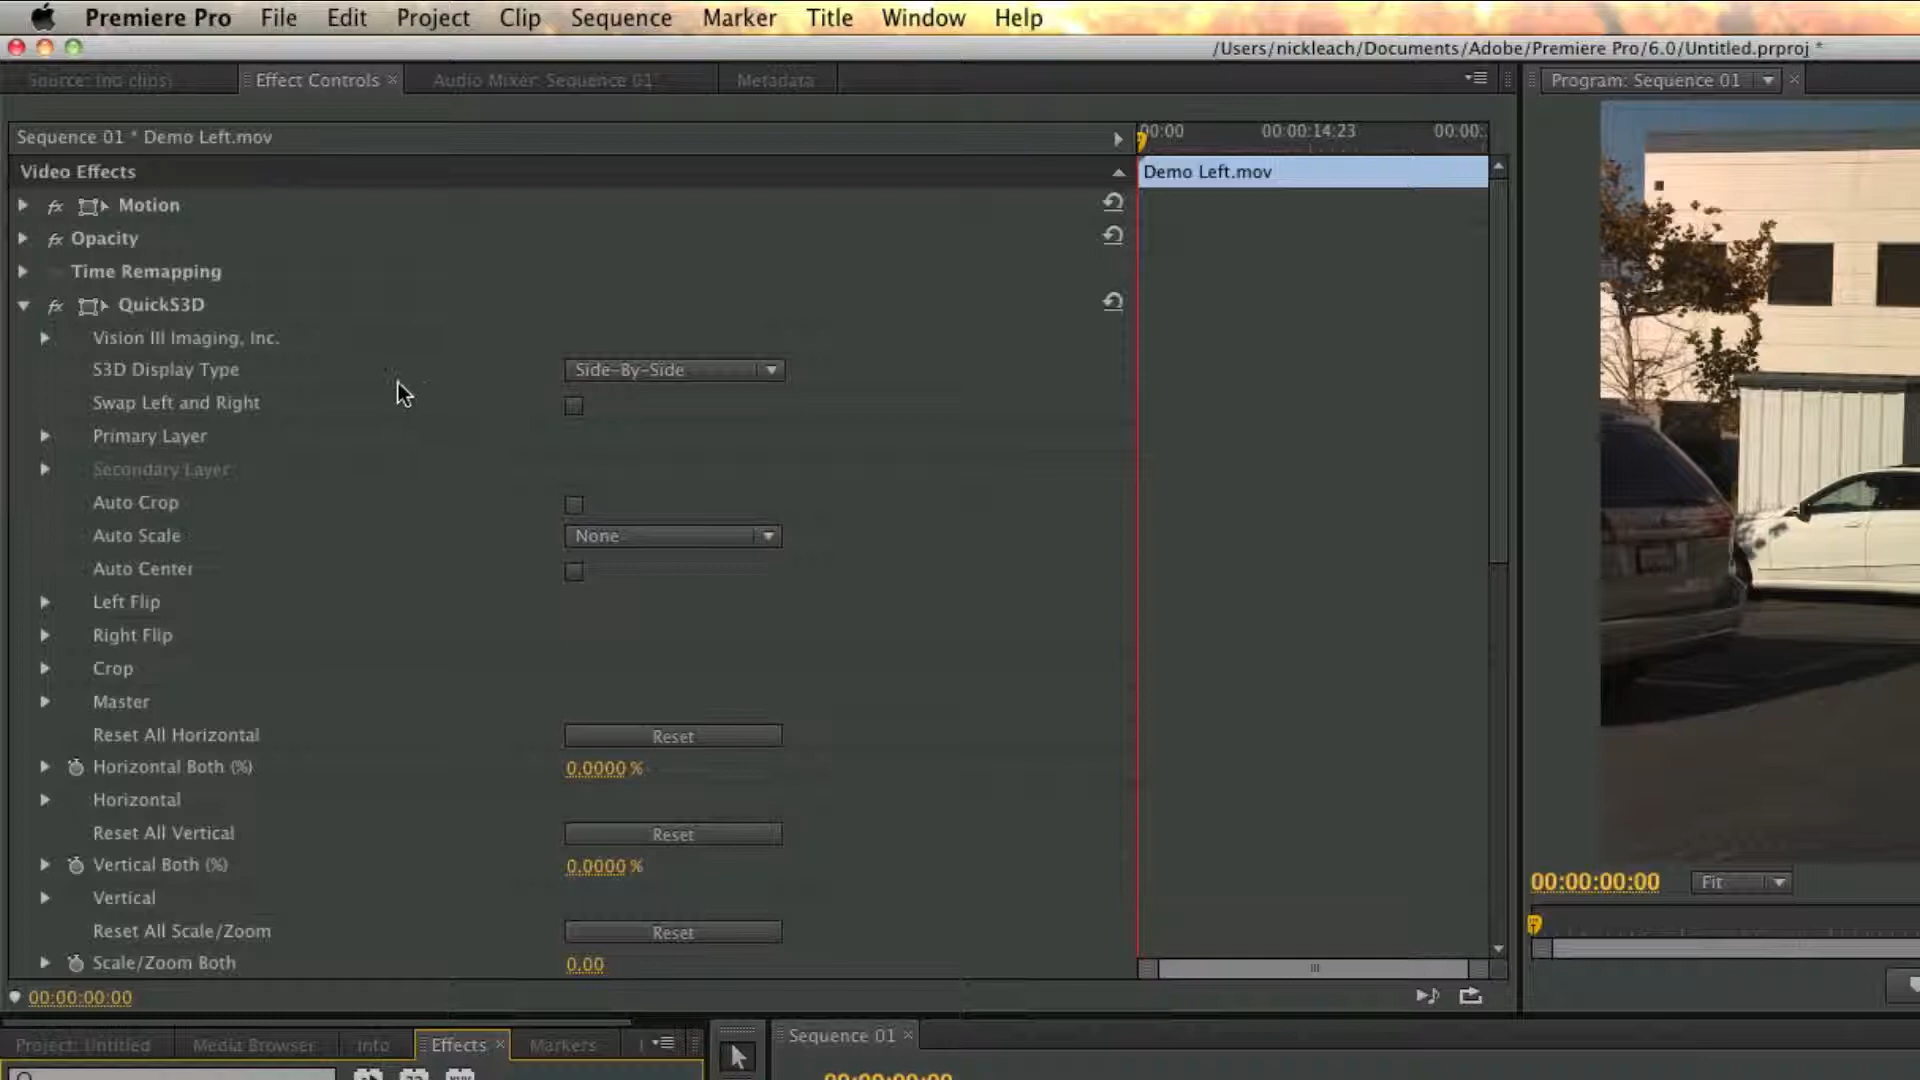 Premiere Pro File Edit Project Clip Sequence Marker Title Window Help
/Users/nickleach/Documents/Adobe/Premiere Pro/6.0/Untitled.prproj *
Source: (no clips) Effect Controls × Audio Mixer: Sequence 01 Metadata Program: Sequence 01 ×
Sequence 01 * Demo Left.mov 00:00 00:00:14:23 00:00:
Video Effects Demo Left.mov
fx Motion
fx Opacity
Time Remapping
fx QuickS3D
Vision III Imaging, Inc.
S3D Display Type Side-By-Side
Swap Left and Right
Primary Layer
Secondary Layer
Auto Crop
Auto Scale None
Auto Center
Left Flip
Right Flip
Crop
Master
Reset All Horizontal Reset
Horizontal Both (%) 0.0000 %
Horizontal
Reset All Vertical Reset
Vertical Both (%) 0.0000 %
00:00:00:00 Fit
Vertical
Reset All Scale/Zoom Reset
Scale/Zoom Both 0.00
00:00:00:00
Project: Untitled Media Browser Info Effects × Markers Sequence 01 ×